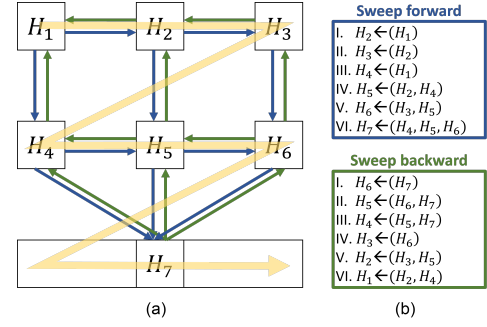 H₁ H₂ H₃
H₄ H₅ H₆
H₇
(a)
Sweep forward
I. H₂←(H₁)
II. H₃←(H₂)
III. H₄←(H₁)
IV. H₅←(H₂, H₄)
V. H₆←(H₃, H₅)
VI. H₇←(H₄, H₅, H₆)
Sweep backward
I. H₆←(H₇)
II. H₅←(H₆, H₇)
III. H₄←(H₅, H₇)
IV. H₃←(H₆)
V. H₂←(H₃, H₅)
VI. H₁←(H₂, H₄)
(b)